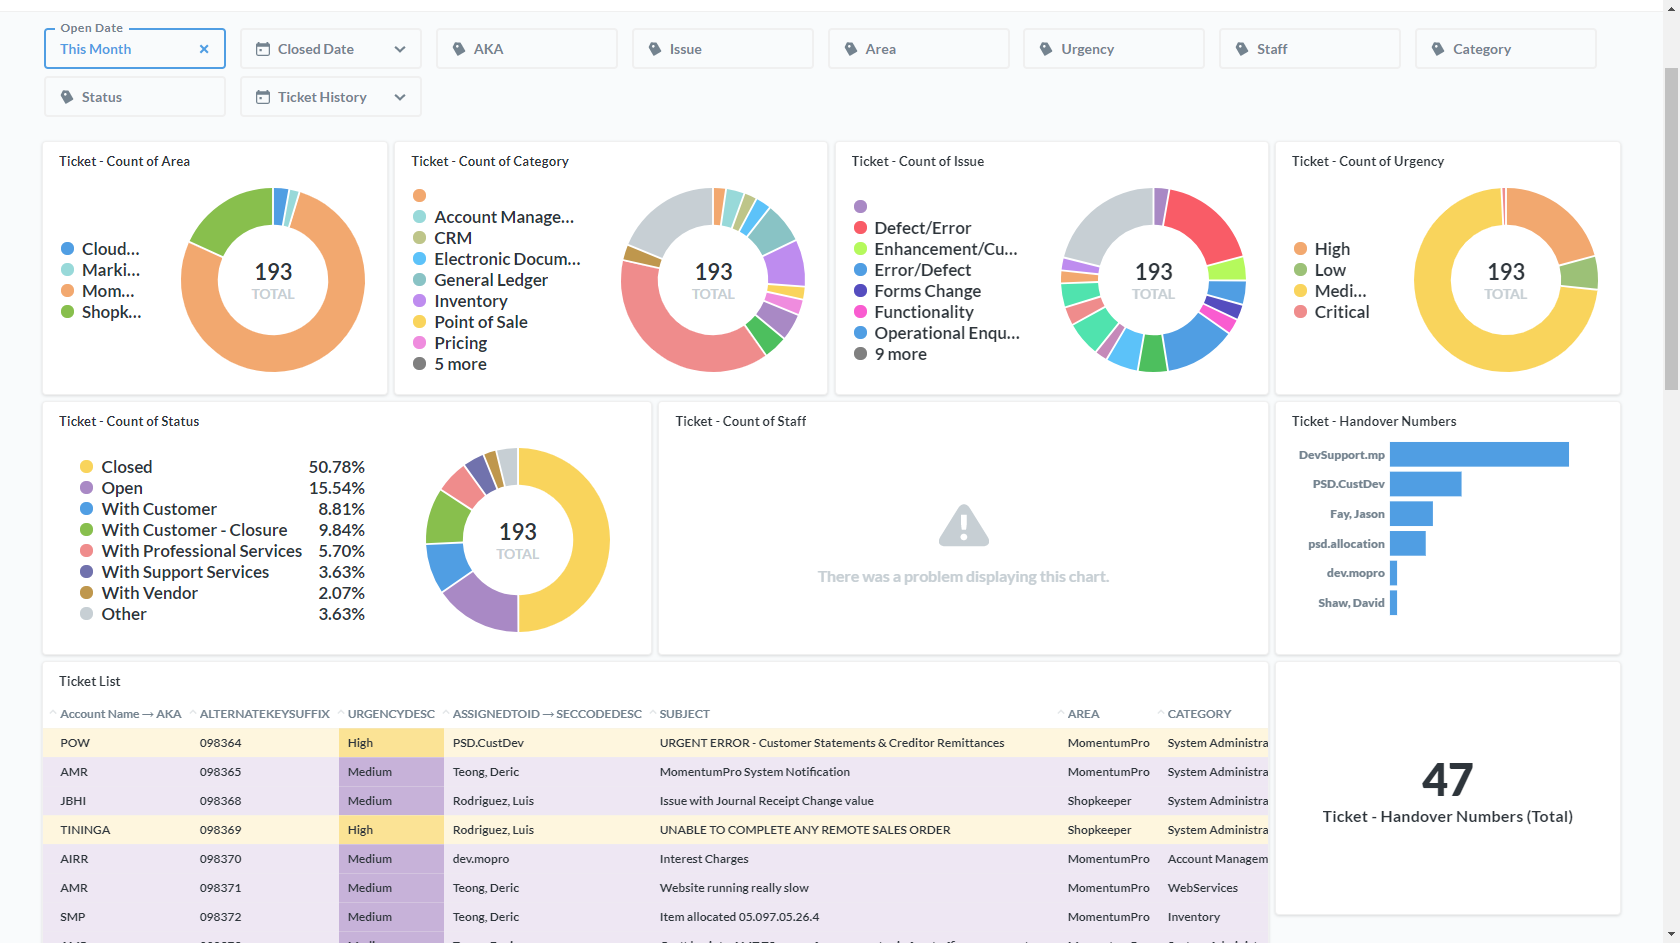 Open Date
This Month
Closed Date
AKA
Issue
Area
Urgency
Staff
Category
Status
Ticket History
Ticket - Count of Area
Cloud...
Marki...
Mom...
Shopk...
193
TOTAL
Ticket - Count of Category
Account Manage...
CRM
Electronic Docum...
General Ledger
Inventory
Point of Sale
Pricing
5 more
193
TOTAL
Ticket - Count of Issue
Defect/Error
Enhancement/Cu...
Error/Defect
Forms Change
Functionality
Operational Enqu...
9 more
193
TOTAL
Ticket - Count of Urgency
High
Low
Medi...
Critical
193
TOTAL
Ticket - Count of Status
Closed 50.78%
Open 15.54%
With Customer 8.81%
With Customer - Closure 9.84%
With Professional Services 5.70%
With Support Services 3.63%
With Vendor 2.07%
Other 3.63%
193
TOTAL
Ticket - Count of Staff
There was a problem displaying this chart.
Ticket - Handover Numbers
DevSupport.mp
PSD.CustDev
Fay, Jason
psd.allocation
dev.mopro
Shaw, David
Ticket List
Account Name → AKA ALTERNATEKEYSUFFIX URGENCYDESC ASSIGNEDTOID → SECCODEDESC SUBJECT AREA CATEGORY
POW 098364 High PSD.CustDev URGENT ERROR - Customer Statements & Creditor Remittances MomentumPro System Administra
AMR 098365 Medium Teong, Deric MomentumPro System Notification MomentumPro System Administra
JBHI 098368 Medium Rodriguez, Luis Issue with Journal Receipt Change value Shopkeeper System Administra
TININGA 098369 High Rodriguez, Luis UNABLE TO COMPLETE ANY REMOTE SALES ORDER Shopkeeper System Administra
AIRR 098370 Medium dev.mopro Interest Charges MomentumPro Account Managem
AMR 098371 Medium Teong, Deric Website running really slow MomentumPro WebServices
SMP 098372 Medium Teong, Deric Item allocated 05.097.05.26.4 MomentumPro Inventory
47
Ticket - Handover Numbers (Total)